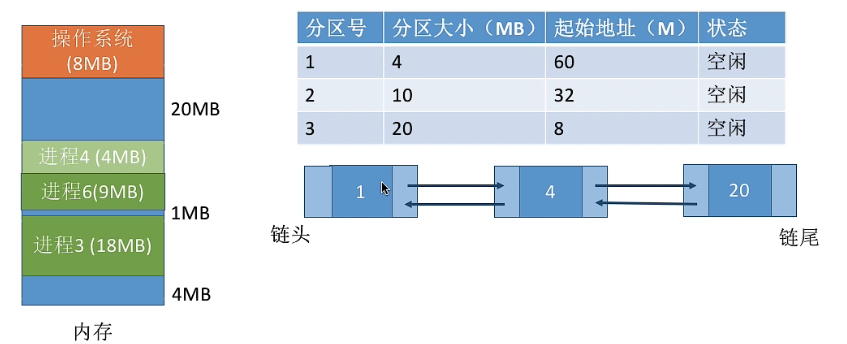 操作系统
(8MB)
20MB
进程4 (4MB)
进程6(9MB)
1MB
进程3 (18MB)
4MB
内存
分区号 分区大小（MB） 起始地址（M） 状态
1 4 60 空闲
2 10 32 空闲
3 20 8 空闲
1 4 20
链头 链尾